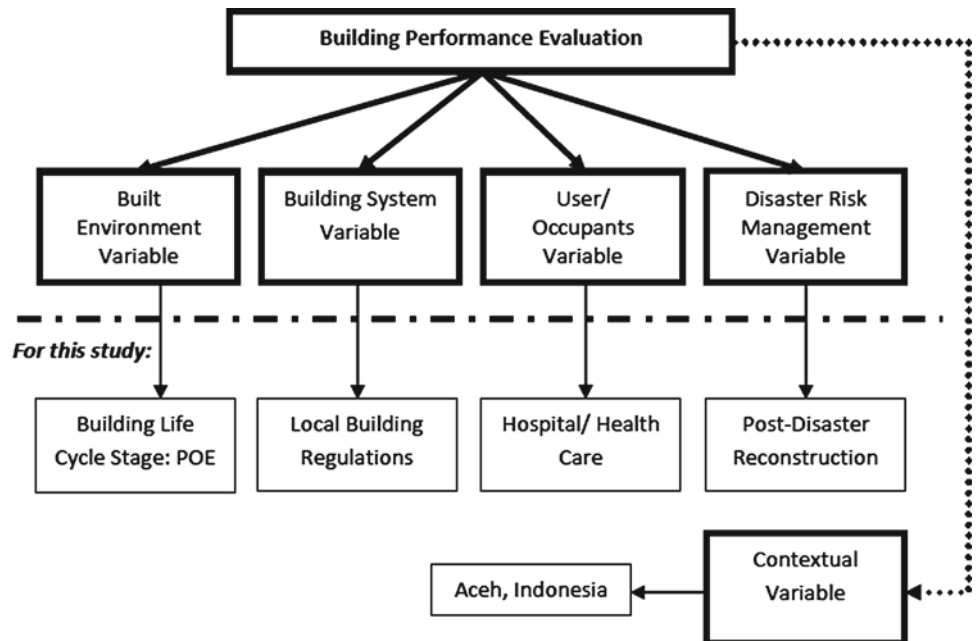 Building Performance Evaluation
Built
Environment
Variable
Building System
Variable
User/
Occupants
Variable
Disaster Risk
Management
Variable
For this study:
Building Life
Cycle Stage: POE
Local Building
Regulations
Hospital/ Health
Care
Post-Disaster
Reconstruction
Contextual
Variable
Aceh, Indonesia